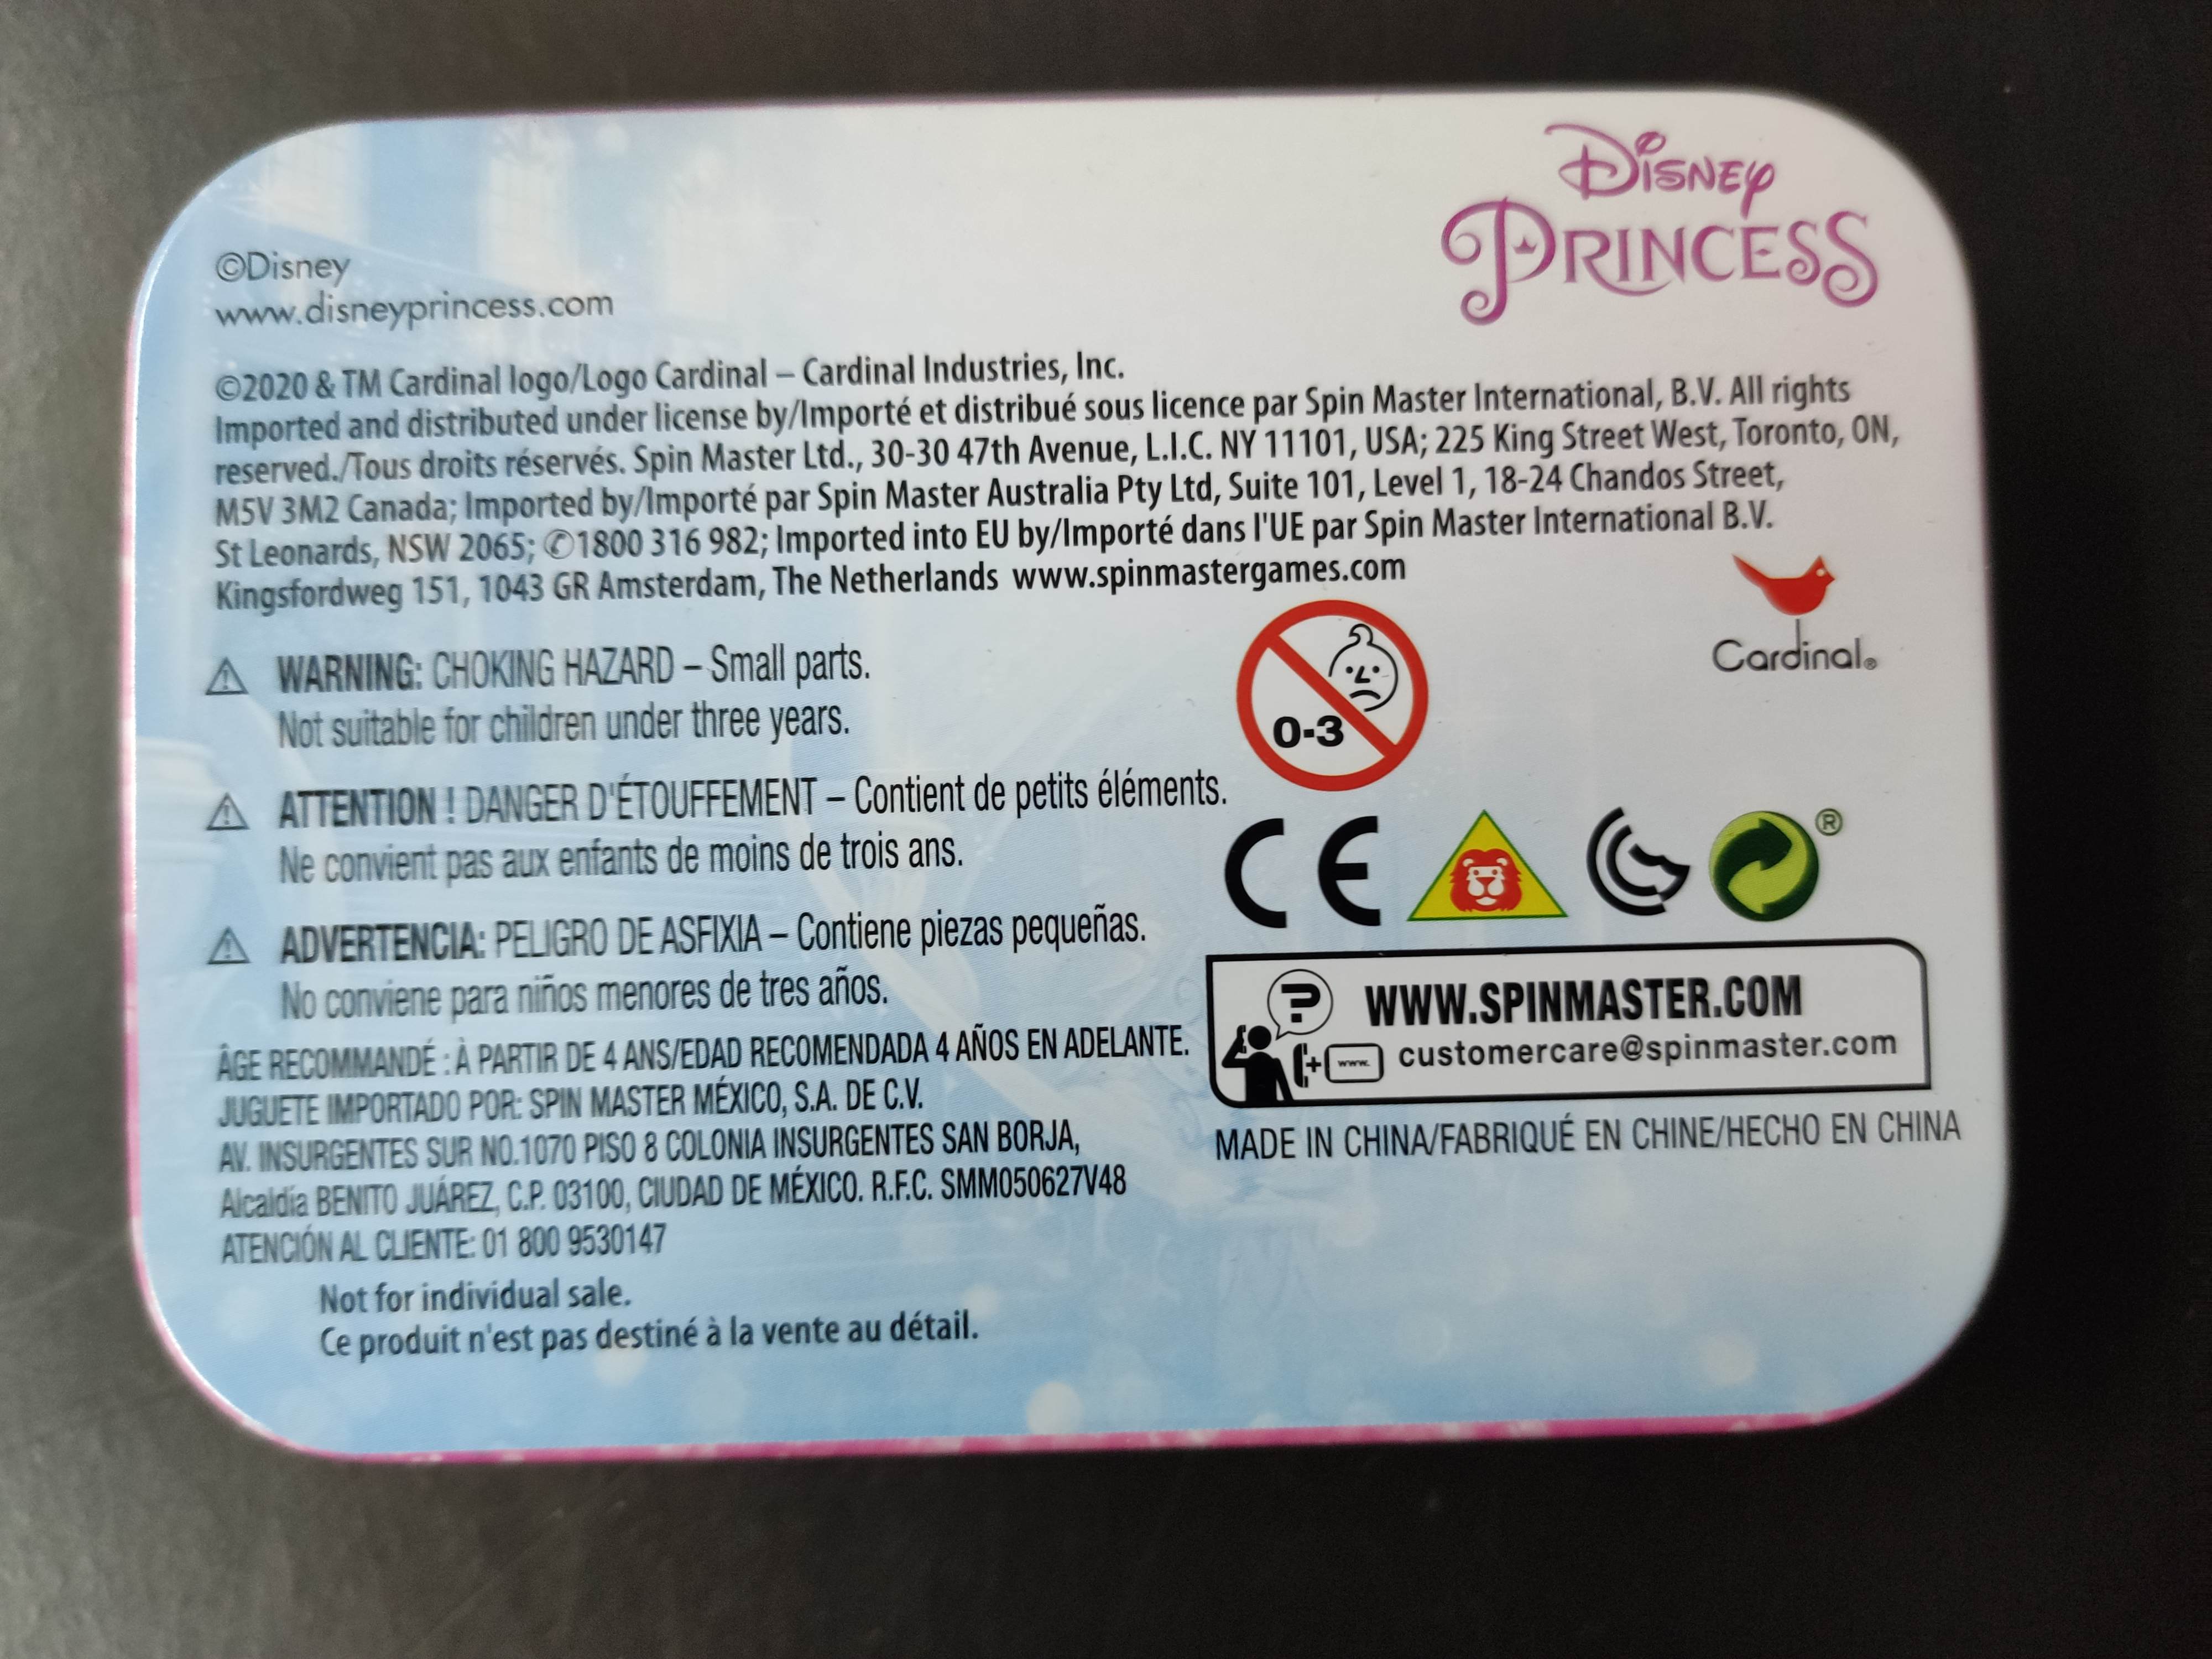 Disney
PRINCESS
©Disney
www.disneyprincess.com
©2020 & TM Cardinal logo/Logo Cardinal – Cardinal Industries, Inc.
Imported and distributed under license by/Importé et distribué sous licence par Spin Master International, B.V. All rights
reserved./Tous droits réservés. Spin Master Ltd., 30-30 47th Avenue, L.I.C. NY 11101, USA; 225 King Street West, Toronto, ON,
M5V 3M2 Canada; Imported by/Importé par Spin Master Australia Pty Ltd, Suite 101, Level 1, 18-24 Chandos Street,
St Leonards, NSW 2065; ✆1800 316 982; Imported into EU by/Importé dans l'UE par Spin Master International B.V.
Kingsfordweg 151, 1043 GR Amsterdam, The Netherlands www.spinmastergames.com
⚠ WARNING: CHOKING HAZARD – Small parts.
Not suitable for children under three years.
⚠ ATTENTION ! DANGER D'ÉTOUFFEMENT – Contient de petits éléments.
Ne convient pas aux enfants de moins de trois ans.
⚠ ADVERTENCIA: PELIGRO DE ASFIXIA – Contiene piezas pequeñas.
No conviene para niños menores de tres años.
ÂGE RECOMMANDÉ : À PARTIR DE 4 ANS/EDAD RECOMENDADA 4 AÑOS EN ADELANTE.
JUGUETE IMPORTADO POR: SPIN MASTER MÉXICO, S.A. DE C.V.
AV. INSURGENTES SUR NO.1070 PISO 8 COLONIA INSURGENTES SAN BORJA,
Alcaldía BENITO JUÁREZ, C.P. 03100, CIUDAD DE MÉXICO. R.F.C. SMM050627V48
ATENCIÓN AL CLIENTE: 01 800 9530147
Not for individual sale.
Ce produit n'est pas destiné à la vente au détail.
0-3
Cardinal®
CE
®
?
WWW.SPINMASTER.COM
+ www. customercare@spinmaster.com
MADE IN CHINA/FABRIQUÉ EN CHINE/HECHO EN CHINA